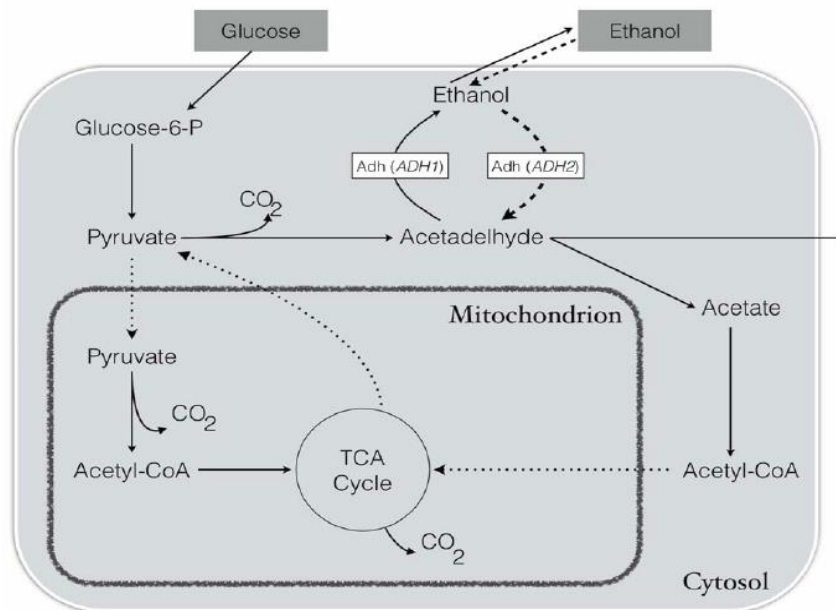 Glucose
Ethanol
Ethanol
Glucose-6-P
Adh (ADH1)
Adh (ADH2)
CO2
Pyruvate
Acetadelhyde
Mitochondrion
Acetate
Pyruvate
CO2
TCA
Cycle
Acetyl-CoA
Acetyl-CoA
CO2
Cytosol